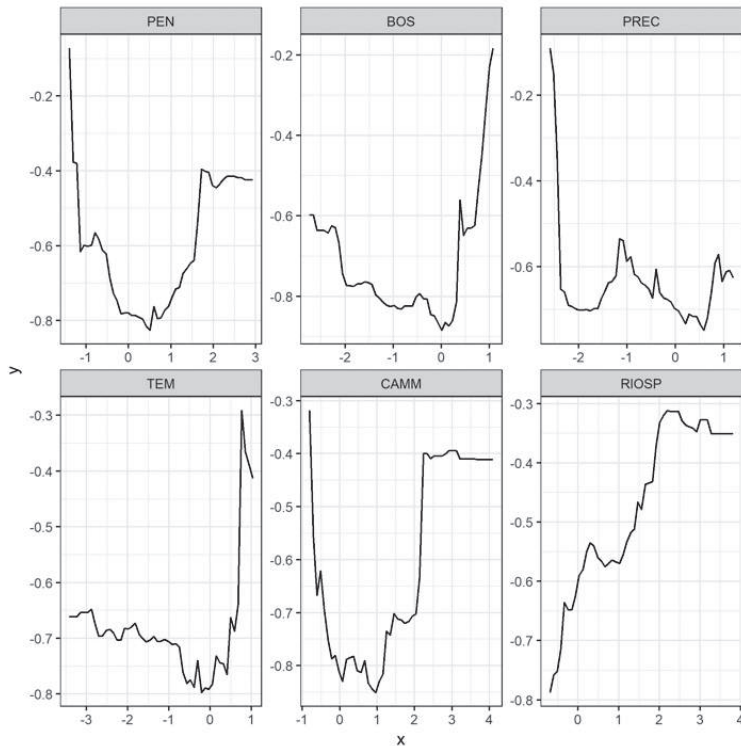 PEN BOS PREC
-0.2 -0.2 -0.2
-0.4 -0.4 -0.4
-0.6 -0.6 -0.6
-0.8 -0.8
-1 0 1 2 3 -2 -1 0 1 -2 -1 0 1
y
TEM CAMM RIOSP
-0.3 -0.3 -0.3
-0.4 -0.4 -0.4
-0.5 -0.5 -0.5
-0.6 -0.6 -0.6
-0.7 -0.7 -0.7
-0.8 -0.8 -0.8
-3 -2 -1 0 1 0 1 2 3 4 0 1 2 3 4
x